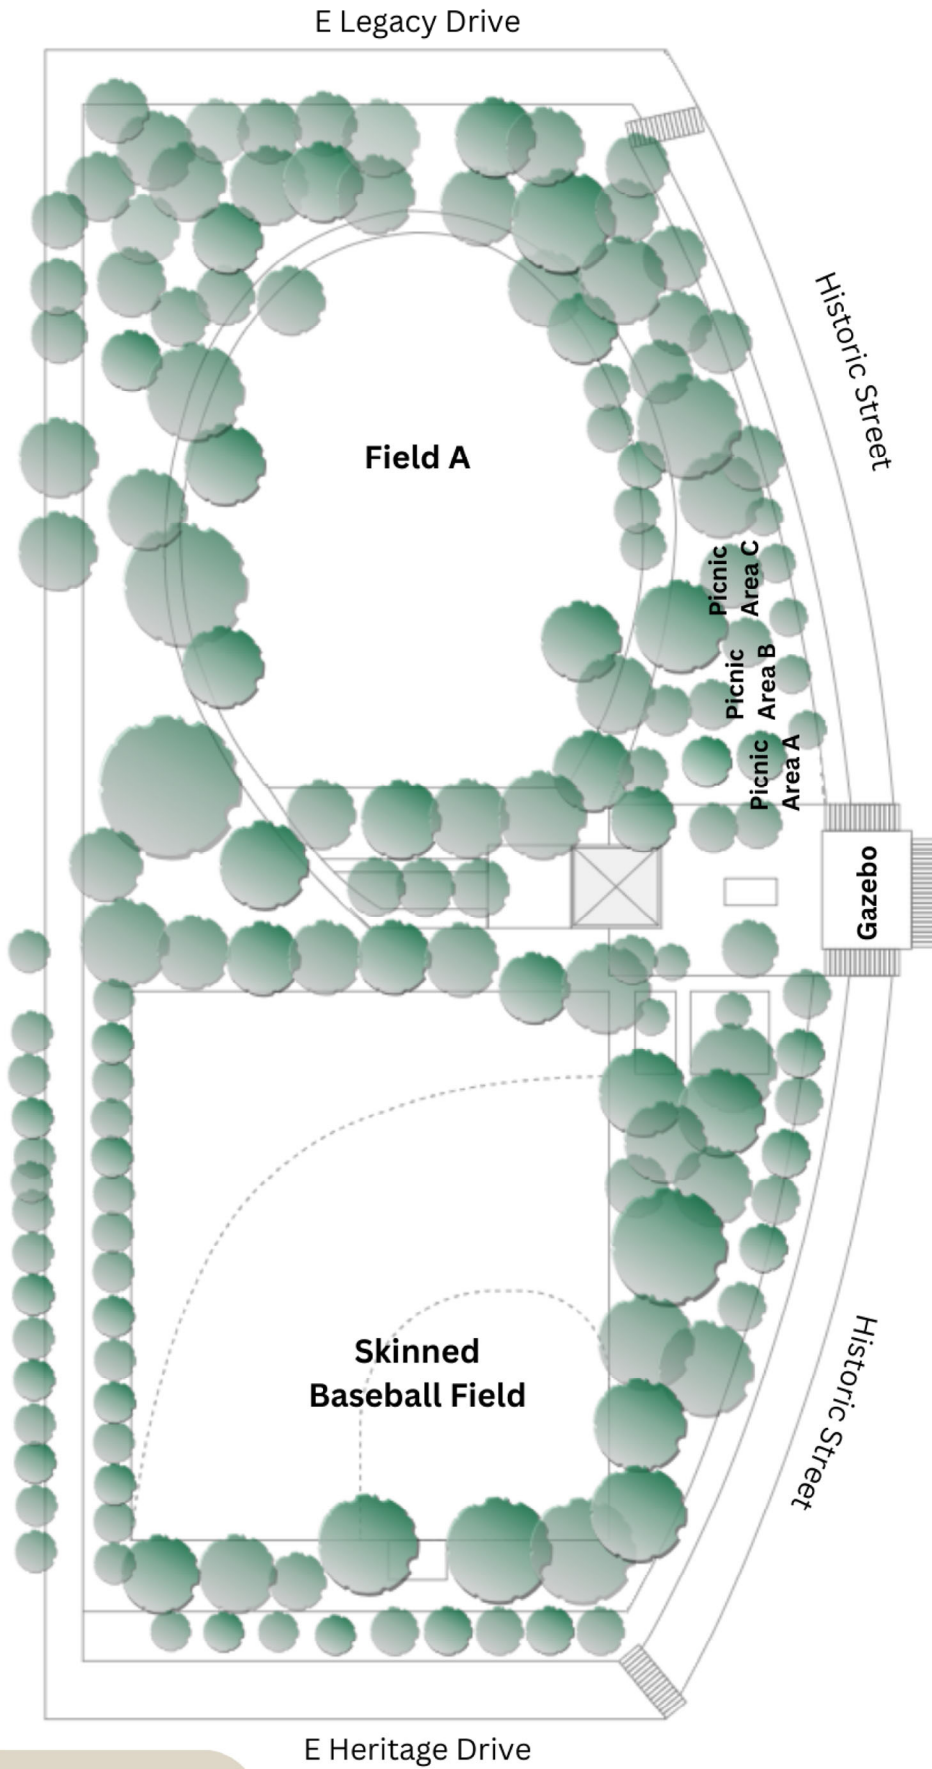 E Legacy Drive
Historic Street
Field A
Picnic
Area C
Picnic
Area B
Picnic
Area A
Gazebo
Skinned
Baseball Field
Historic Street
E Heritage Drive